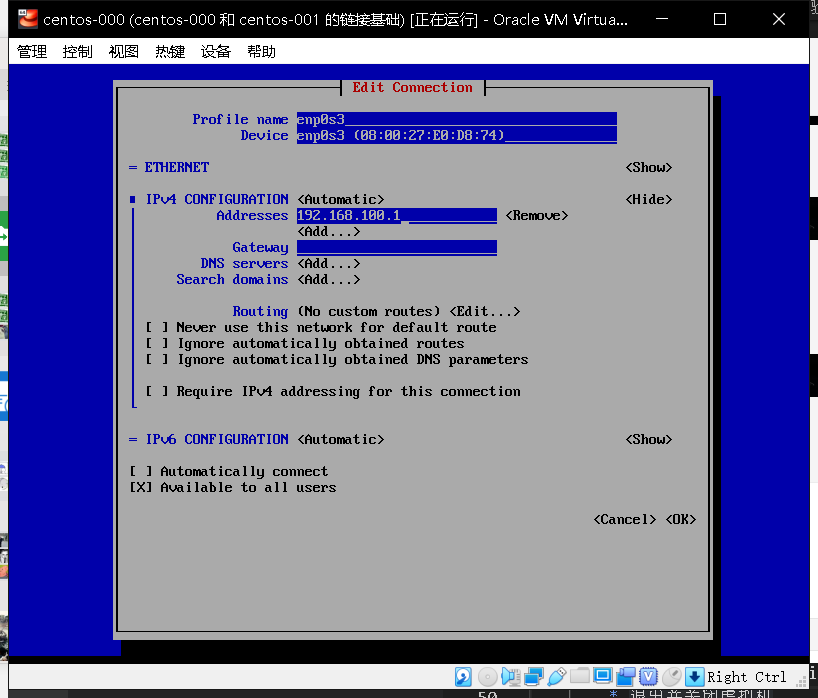 centos-000 (centos-000 和 centos-001 的链接基础) [正在运行] - Oracle VM Virtua...
管理 控制 视图 热键 设备 帮助
Edit Connection
Profile name enp0s3
Device enp0s3 (08:00:27:E0:D8:74)
= ETHERNET <Show>
IPv4 CONFIGURATION <Automatic> <Hide>
Addresses 192.168.100.1 <Remove>
<Add...>
Gateway
DNS servers <Add...>
Search domains <Add...>
Routing (No custom routes) <Edit...>
[ ] Never use this network for default route
[ ] Ignore automatically obtained routes
[ ] Ignore automatically obtained DNS parameters
[ ] Require IPv4 addressing for this connection
= IPv6 CONFIGURATION <Automatic> <Show>
[ ] Automatically connect
[X] Available to all users
<Cancel> <OK>
Right Ctrl